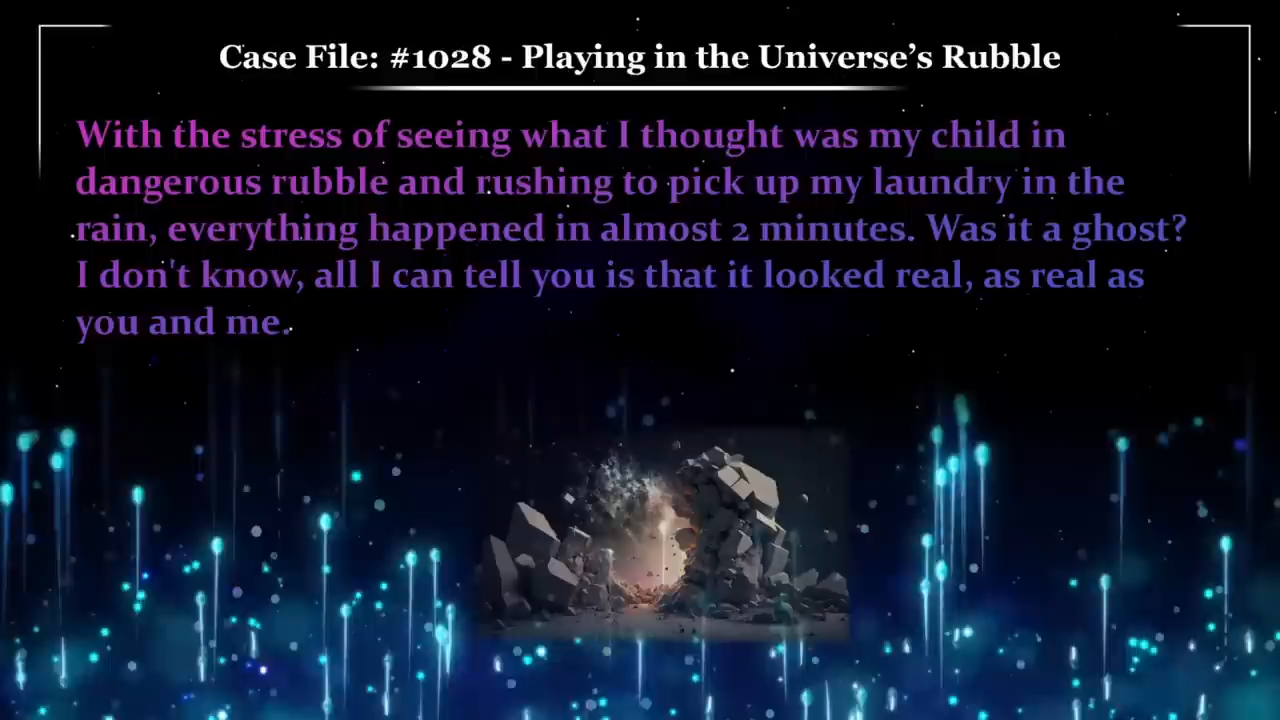 Case File: #1028 - Playing in the Universe’s Rubble
With the stress of seeing what I thought was my child in
dangerous rubble and rushing to pick up my laundry in the
rain, everything happened in almost 2 minutes. Was it a ghost?
I don't know, all I can tell you is that it looked real, as real as
you and me.